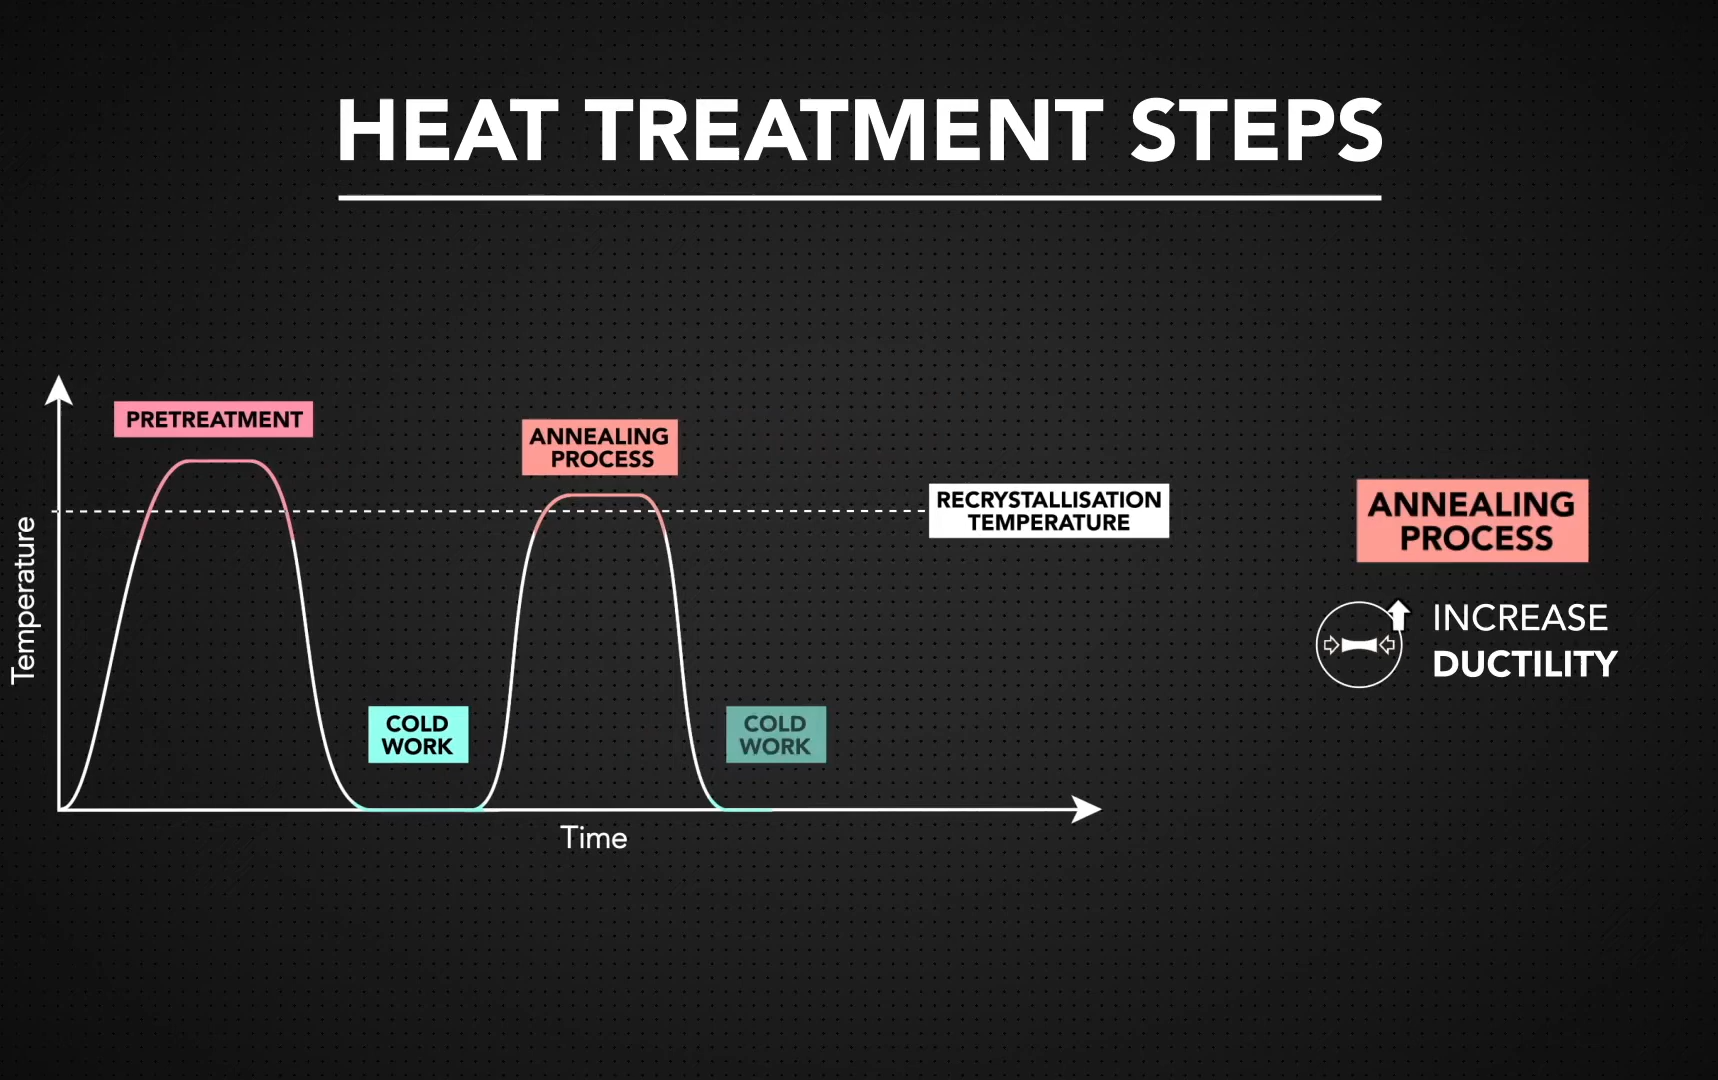 HEAT TREATMENT STEPS
PRETREATMENT
ANNEALING
PROCESS
RECRYSTALLISATION
TEMPERATURE
COLD
WORK
COLD
WORK
Temperature
Time
ANNEALING
PROCESS
INCREASE
DUCTILITY